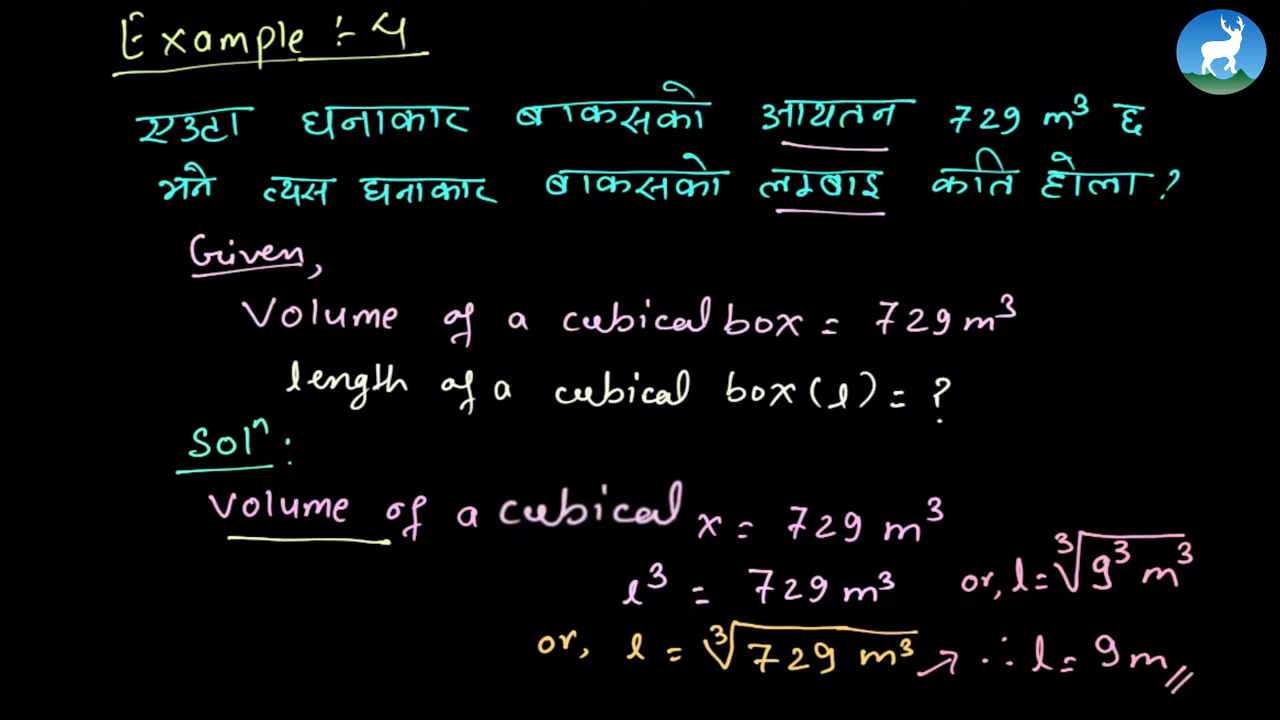 Example :- 4
एउटा घनाकार बाकसको आयतन 729 m³ छ
भने त्यस घनाकार बाकसको लम्बाइ कति होला ?
Given,
Volume of a cubical box = 729 m³
length of a cubical box (l) = ?
Solⁿ :
Volume of a cubical x = 729 m³
l³ = 729 m³
or, l = ∛729 m³ → 
or, l = ∛9³ m³
∴ l = 9 m //